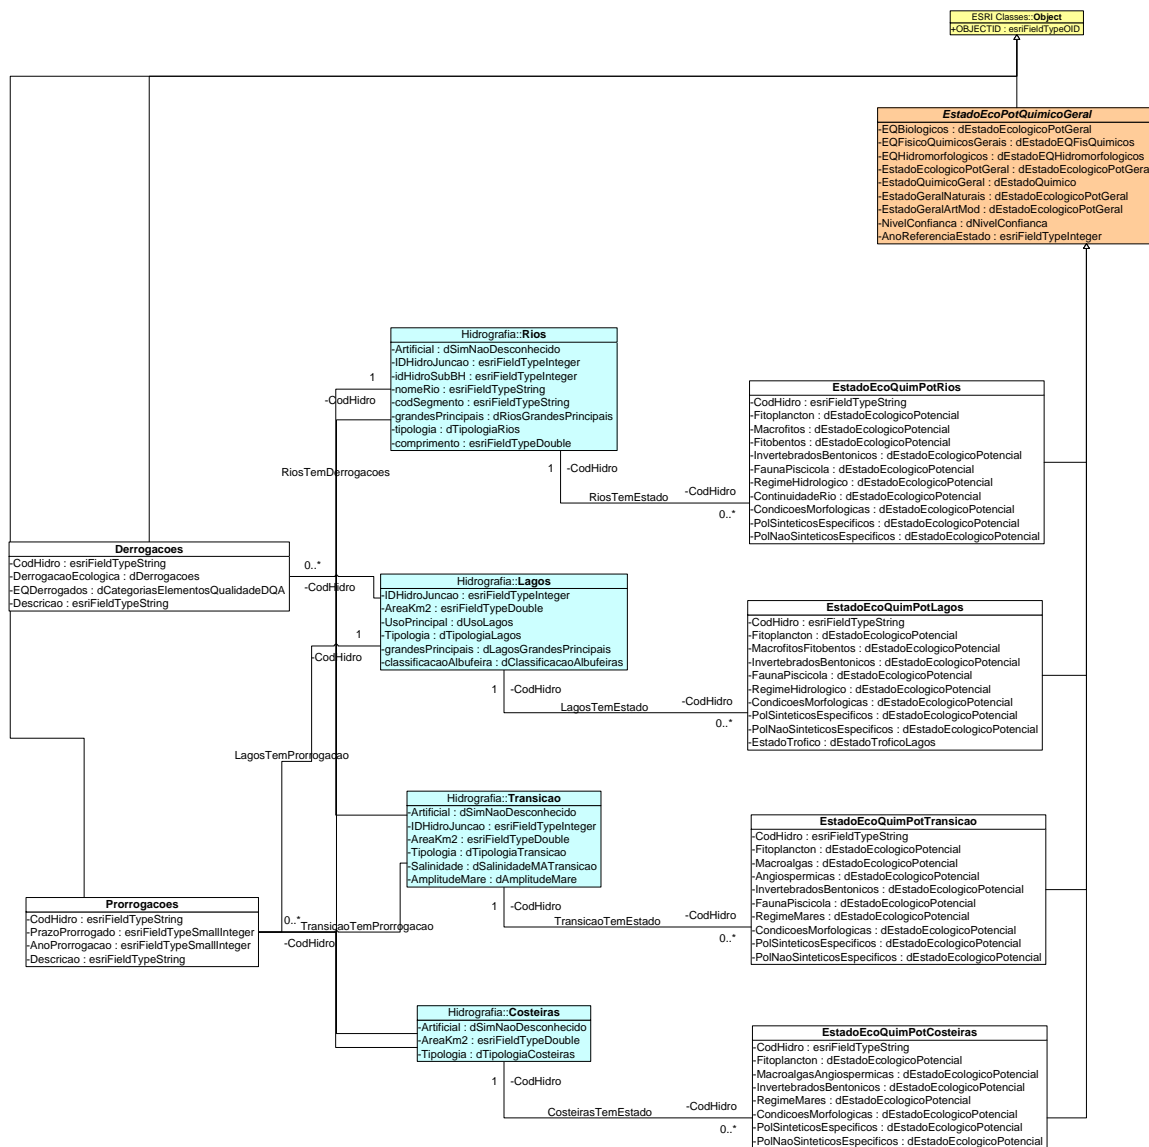 ESRI Classes::Object
+OBJECTID : esriFieldTypeOID
EstadoEcoPotQuimicoGeral
-EQBiologicos : dEstadoEcologicoPotGeral
-EQFisicoQuimicosGerais : dEstadoEQFisQuimicos
-EQHidromorfologicos : dEstadoEQHidromorfologicos
-EstadoEcologicoPotGeral : dEstadoEcologicoPotGeral
-EstadoQuimicoGeral : dEstadoQuimico
-EstadoGeralNaturais : dEstadoEcologicoPotGeral
-EstadoGeralArtMod : dEstadoEcologicoPotGeral
-NivelConfianca : dNivelConfianca
-AnoReferenciaEstado : esriFieldTypeInteger
Hidrografia::Rios
-Artificial : dSimNaoDesconhecido
-IDHidroJuncao : esriFieldTypeInteger
-idHidroSubBH : esriFieldTypeInteger
-nomeRio : esriFieldTypeString
-codSegmento : esriFieldTypeString
-grandesPrincipais : dRiosGrandesPrincipais
-tipologia : dTipologiaRios
-comprimento : esriFieldTypeDouble
1
-CodHidro
RiosTemDerrogacoes
1
-CodHidro
RiosTemEstado
-CodHidro
0..*
EstadoEcoQuimPotRios
-CodHidro : esriFieldTypeString
-Fitoplancton : dEstadoEcologicoPotencial
-Macrofitos : dEstadoEcologicoPotencial
-Fitobentos : dEstadoEcologicoPotencial
-InvertebradosBentonicos : dEstadoEcologicoPotencial
-FaunaPiscicola : dEstadoEcologicoPotencial
-RegimeHidrologico : dEstadoEcologicoPotencial
-ContinuidadeRio : dEstadoEcologicoPotencial
-CondicoesMorfologicas : dEstadoEcologicoPotencial
-PolSinteticosEspecificos : dEstadoEcologicoPotencial
-PolNaoSinteticosEspecificos : dEstadoEcologicoPotencial
Derrogacoes
-CodHidro : esriFieldTypeString
-DerrogacaoEcologica : dDerrogacoes
-EQDerrogados : dCategoriasElementosQualidadeDQA
-Descricao : esriFieldTypeString
0..*
-CodHidro
Hidrografia::Lagos
-IDHidroJuncao : esriFieldTypeInteger
-AreaKm2 : esriFieldTypeDouble
-UsoPrincipal : dUsoLagos
-Tipologia : dTipologiaLagos
-grandesPrincipais : dLagosGrandesPrincipais
-classificacaoAlbufeira : dClassificacaoAlbufeiras
1
-CodHidro
LagosTemProrrogacao
1
-CodHidro
LagosTemEstado
-CodHidro
0..*
EstadoEcoQuimPotLagos
-CodHidro : esriFieldTypeString
-Fitoplancton : dEstadoEcologicoPotencial
-MacrofitosFitobentos : dEstadoEcologicoPotencial
-InvertebradosBentonicos : dEstadoEcologicoPotencial
-FaunaPiscicola : dEstadoEcologicoPotencial
-RegimeHidrologico : dEstadoEcologicoPotencial
-CondicoesMorfologicas : dEstadoEcologicoPotencial
-PolSinteticosEspecificos : dEstadoEcologicoPotencial
-PolNaoSinteticosEspecificos : dEstadoEcologicoPotencial
-EstadoTrofico : dEstadoTroficoLagos
Hidrografia::Transicao
-Artificial : dSimNaoDesconhecido
-IDHidroJuncao : esriFieldTypeInteger
-AreaKm2 : esriFieldTypeDouble
-Tipologia : dTipologiaTransicao
-Salinidade : dSalinidadeMATransicao
-AmplitudeMare : dAmplitudeMare
1
-CodHidro
TransicaoTemEstado
-CodHidro
0..*
EstadoEcoQuimPotTransicao
-CodHidro : esriFieldTypeString
-Fitoplancton : dEstadoEcologicoPotencial
-Macroalgas : dEstadoEcologicoPotencial
-Angiospermicas : dEstadoEcologicoPotencial
-InvertebradosBentonicos : dEstadoEcologicoPotencial
-FaunaPiscicola : dEstadoEcologicoPotencial
-RegimeMares : dEstadoEcologicoPotencial
-CondicoesMorfologicas : dEstadoEcologicoPotencial
-PolSinteticosEspecificos : dEstadoEcologicoPotencial
-PolNaoSinteticosEspecificos : dEstadoEcologicoPotencial
Prorrogacoes
-CodHidro : esriFieldTypeString
-PrazoProrrogado : esriFieldTypeSmallInteger
-AnoProrrogacao : esriFieldTypeSmallInteger
-Descricao : esriFieldTypeString
0..*
TransicaoTemProrrogacao
-CodHidro
Hidrografia::Costeiras
-Artificial : dSimNaoDesconhecido
-AreaKm2 : esriFieldTypeDouble
-Tipologia : dTipologiaCosteiras
1
-CodHidro
CosteirasTemEstado
-CodHidro
0..*
EstadoEcoQuimPotCosteiras
-CodHidro : esriFieldTypeString
-Fitoplancton : dEstadoEcologicoPotencial
-MacroalgasAngiospermicas : dEstadoEcologicoPotencial
-InvertebradosBentonicos : dEstadoEcologicoPotencial
-RegimeMares : dEstadoEcologicoPotencial
-CondicoesMorfologicas : dEstadoEcologicoPotencial
-PolSinteticosEspecificos : dEstadoEcologicoPotencial
-PolNaoSinteticosEspecificos : dEstadoEcologicoPotencial